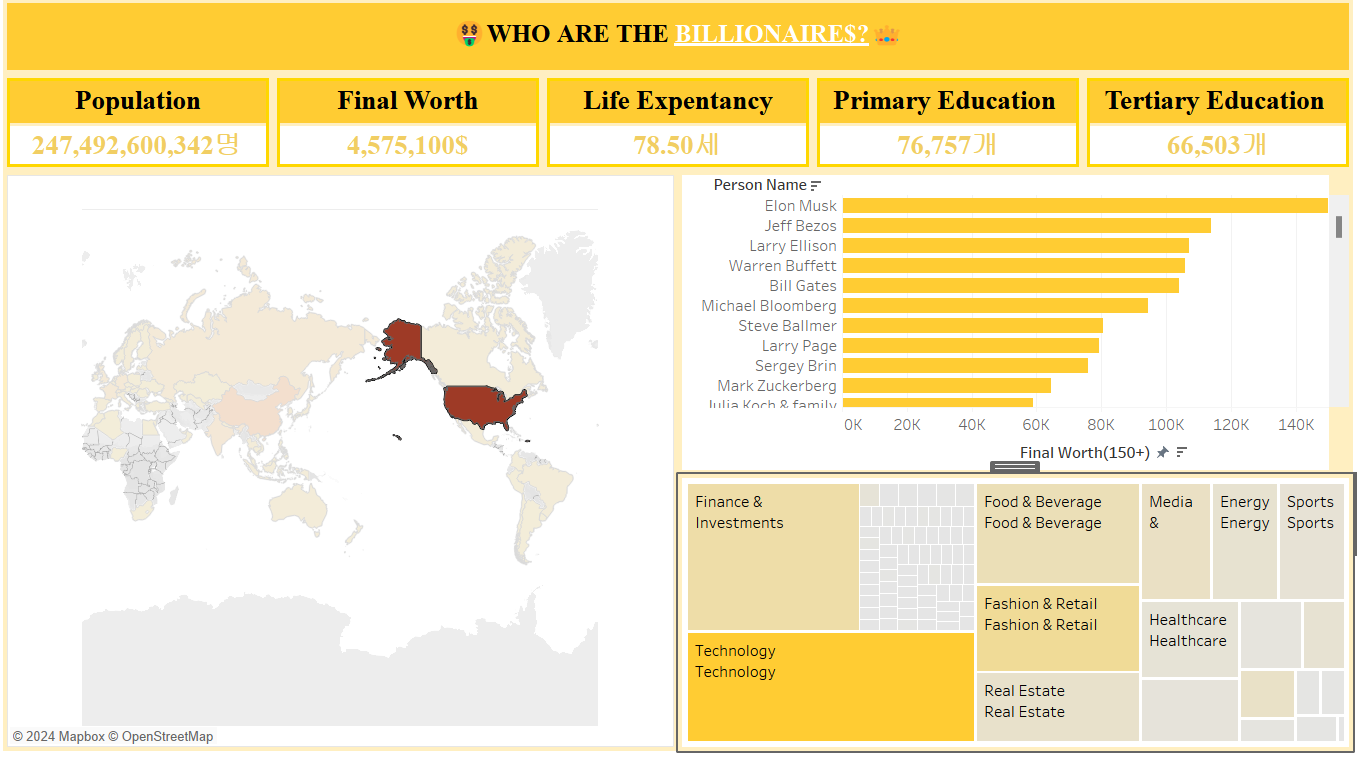 🤑 WHO ARE THE BILLIONAIRE$? 👑
Population
247,492,600,342명
Final Worth
4,575,100$
Life Expentancy
78.50세
Primary Education
76,757개
Tertiary Education
66,503개
© 2024 Mapbox © OpenStreetMap
Person Name
Elon Musk
Jeff Bezos
Larry Ellison
Warren Buffett
Bill Gates
Michael Bloomberg
Steve Ballmer
Larry Page
Sergey Brin
Mark Zuckerberg
Julia Koch & family
0K 20K 40K 60K 80K 100K 120K 140K
Final Worth(150+)
Finance &
Investments
Technology
Technology
Food & Beverage
Food & Beverage
Fashion & Retail
Fashion & Retail
Real Estate
Real Estate
Media
&
Energy
Energy
Sports
Sports
Healthcare
Healthcare